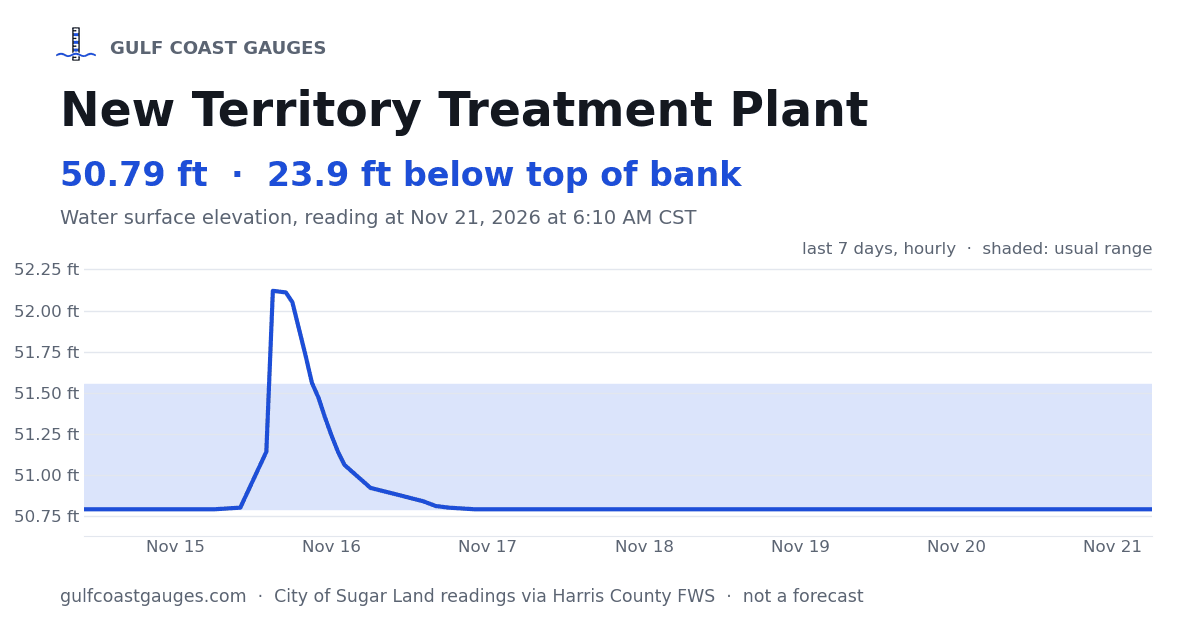 GULF COAST GAUGES
New Territory Treatment Plant
50.79 ft · 23.9 ft below top of bank
Water surface elevation, reading at Nov 21, 2026 at 6:10 AM CST
last 7 days, hourly · shaded: usual range
52.25 ft
52.00 ft
51.75 ft
51.50 ft
51.25 ft
51.00 ft
50.75 ft
Nov 15 Nov 16 Nov 17 Nov 18 Nov 19 Nov 20 Nov 21
gulfcoastgauges.com · City of Sugar Land readings via Harris County FWS · not a forecast